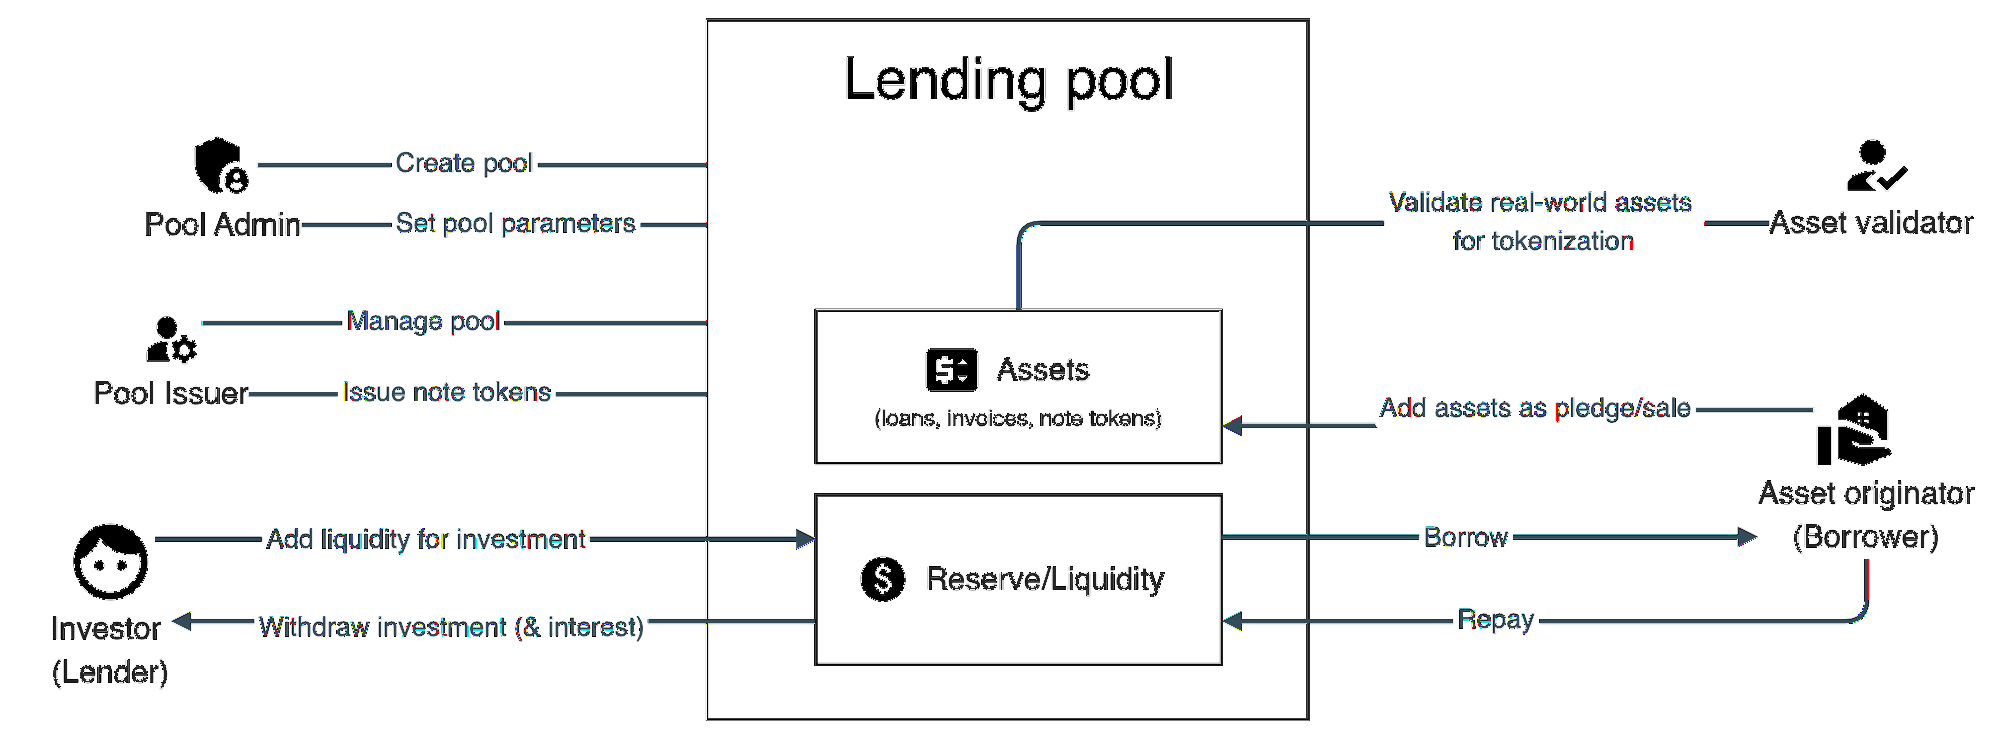 Lending pool
Create pool
Pool Admin
Set pool parameters
Manage pool
Pool Issuer
Issue note tokens
Add liquidity for investment
Investor
(Lender)
Withdraw investment (& interest)
Assets
(loans, invoices, note tokens)
Reserve/Liquidity
Validate real-world assets
for tokenization
Asset validator
Add assets as pledge/sale
Asset originator
(Borrower)
Borrow
Repay